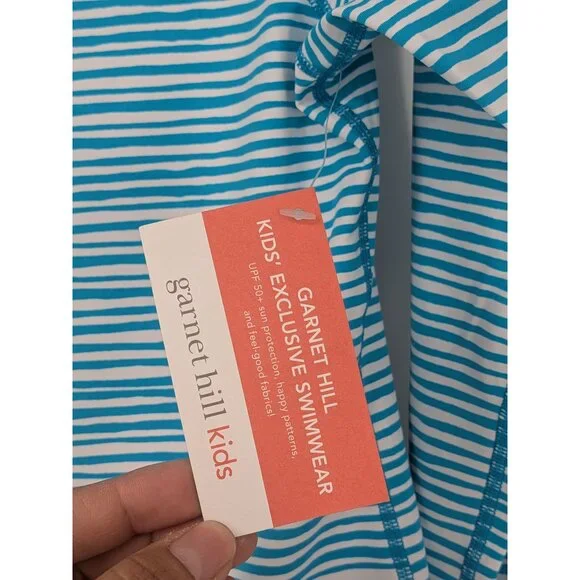 GARNET HILL
KIDS' EXCLUSIVE SWIMWEAR
UPF 50+ sun protection, happy patterns,
and feel-good fabrics!
garnet hill kids